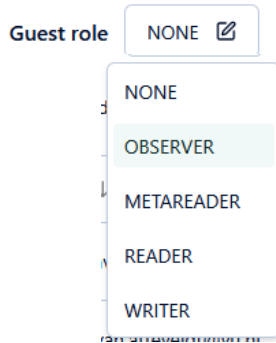 Guest role NONE
NONE
OBSERVER
METAREADER
READER
WRITER